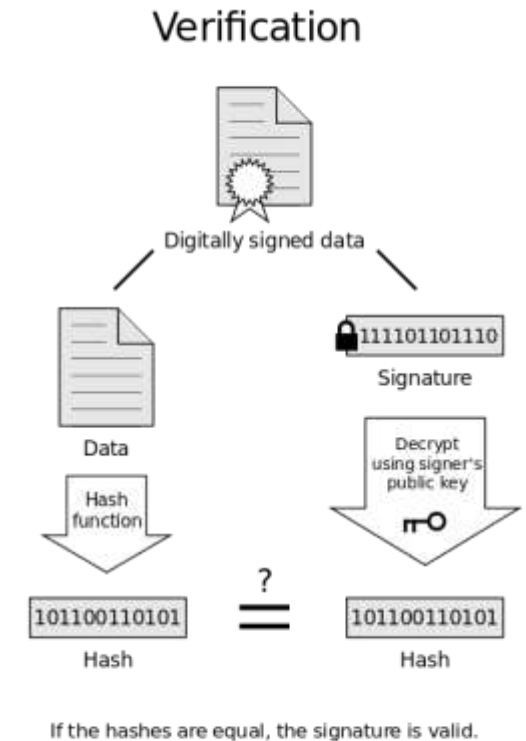 Verification
Digitally signed data
111101101110
Signature
Data
Decrypt
using signer's
public key
Hash
function
?
=
101100110101
101100110101
Hash
Hash
If the hashes are equal, the signature is valid.